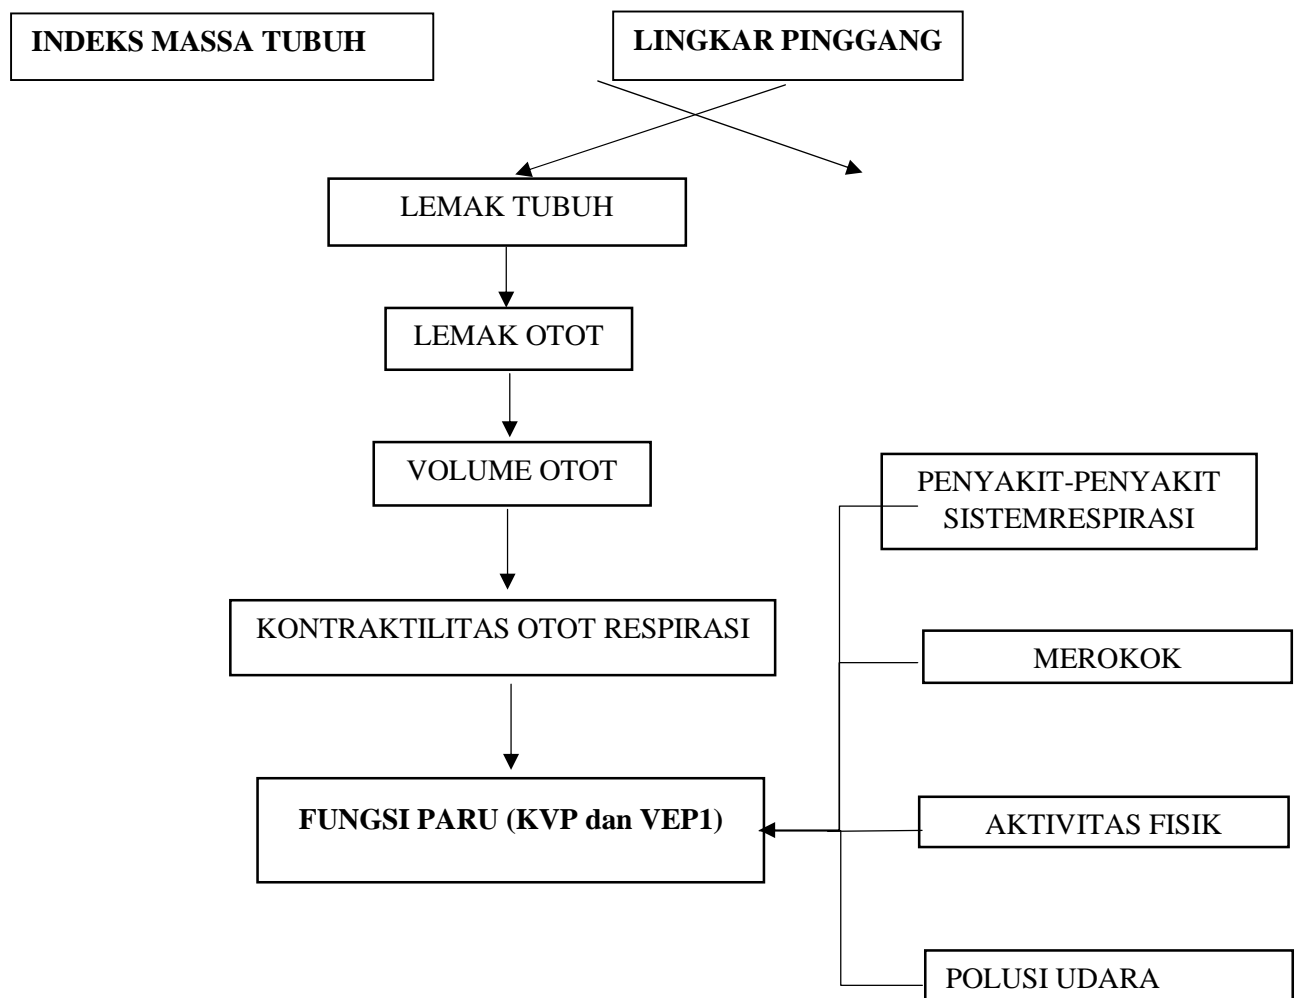 INDEKS MASSA TUBUH
LINGKAR PINGGANG
LEMAK TUBUH
LEMAK OTOT
VOLUME OTOT
PENYAKIT-PENYAKIT
SISTEMRESPIRASI
KONTRAKTILITAS OTOT RESPIRASI
MEROKOK
FUNGSI PARU (KVP dan VEP1)
AKTIVITAS FISIK
POLUSI UDARA